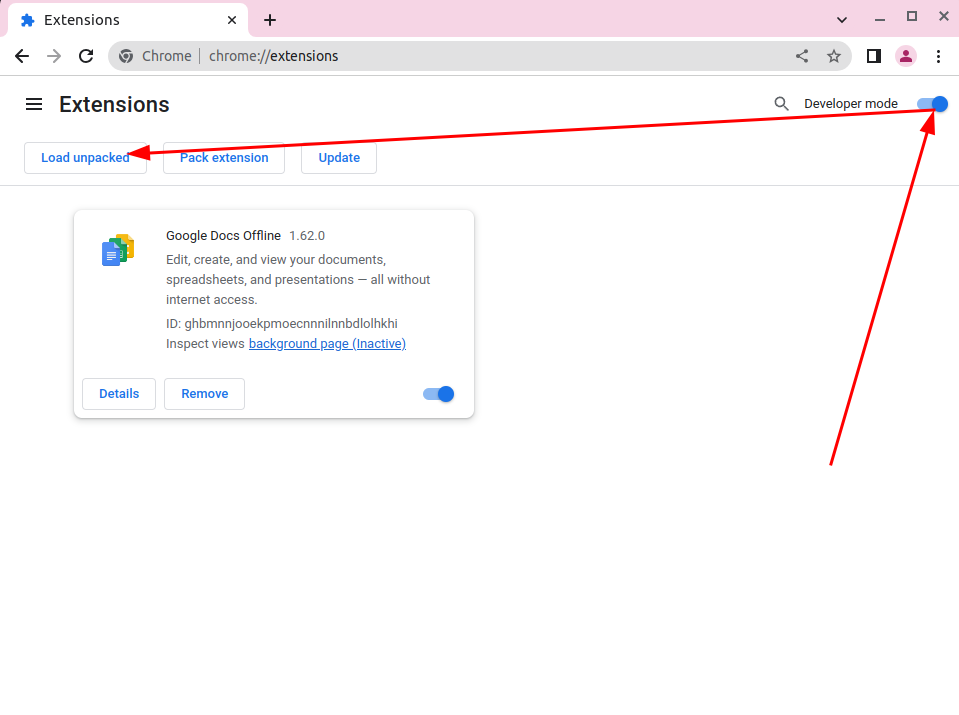 Extensions
Chrome chrome://extensions
Extensions
Developer mode
Load unpacked Pack extension Update
Google Docs Offline 1.62.0
Edit, create, and view your documents,
spreadsheets, and presentations — all without
internet access.
ID: ghbmnnjooekpmoecnnnilnnbdlolhkhi
Inspect views background page (Inactive)
Details Remove